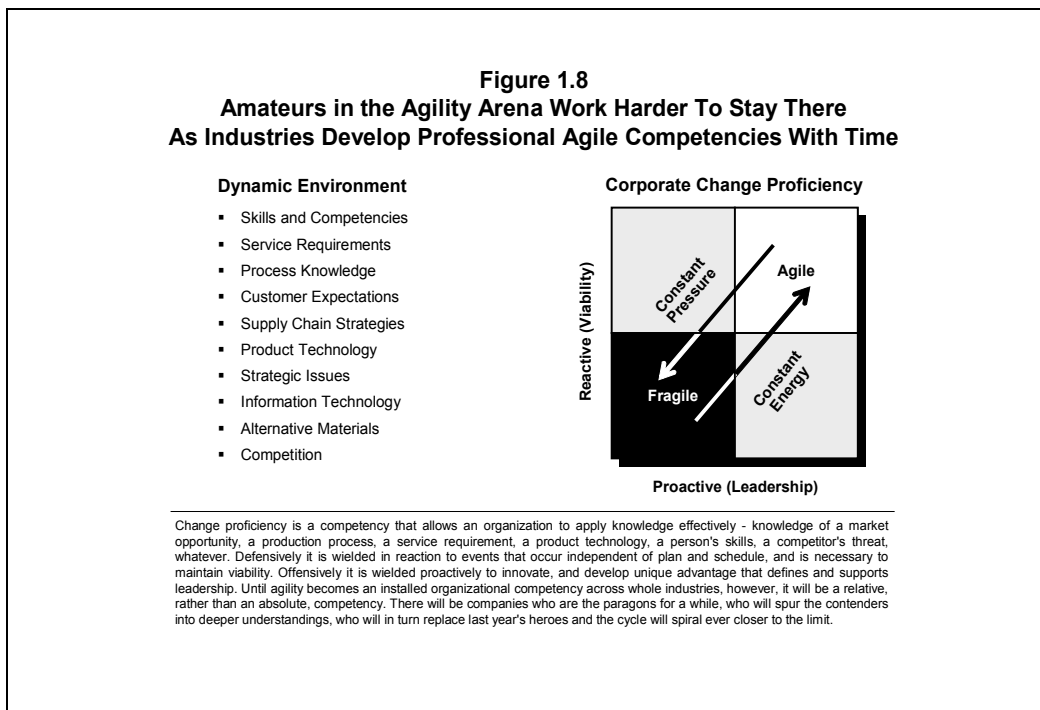 Figure 1.8
Amateurs in the Agility Arena Work Harder To Stay There
As Industries Develop Professional Agile Competencies With Time
Dynamic Environment
▪ Skills and Competencies
▪ Service Requirements
▪ Process Knowledge
▪ Customer Expectations
▪ Supply Chain Strategies
▪ Product Technology
▪ Strategic Issues
▪ Information Technology
▪ Alternative Materials
▪ Competition
Corporate Change Proficiency
Reactive (Viability)
Constant
Pressure
Agile
Fragile
Constant
Energy
Proactive (Leadership)
Change proficiency is a competency that allows an organization to apply knowledge effectively - knowledge of a market
opportunity, a production process, a service requirement, a product technology, a person's skills, a competitor's threat,
whatever. Defensively it is wielded in reaction to events that occur independent of plan and schedule, and is necessary to
maintain viability. Offensively it is wielded proactively to innovate, and develop unique advantage that defines and supports
leadership. Until agility becomes an installed organizational competency across whole industries, however, it will be a relative,
rather than an absolute, competency. There will be companies who are the paragons for a while, who will spur the contenders
into deeper understandings, who will in turn replace last year's heroes and the cycle will spiral ever closer to the limit.